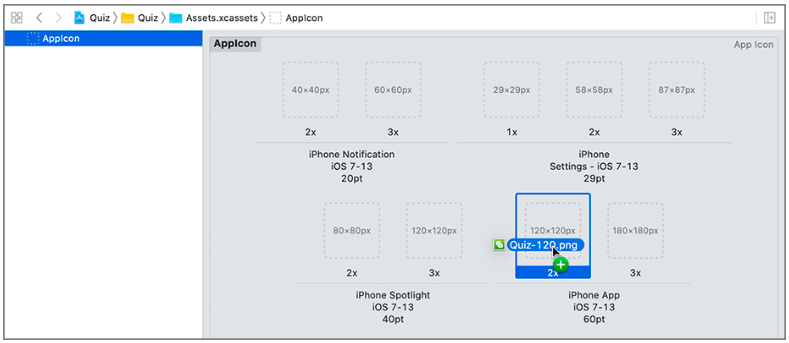 Quiz Quiz Assets.xcassets AppIcon
AppIcon
AppIcon App Icon
40×40px 60×60px 29×29px 58×58px 87×87px
2x 3x 1x 2x 3x
iPhone Notification
iOS 7-13
20pt
iPhone
Settings - iOS 7-13
29pt
80×80px 120×120px 120×120px 180×180px
Quiz-120.png
2x 3x 2x 3x
iPhone Spotlight
iOS 7-13
40pt
iPhone App
iOS 7-13
60pt